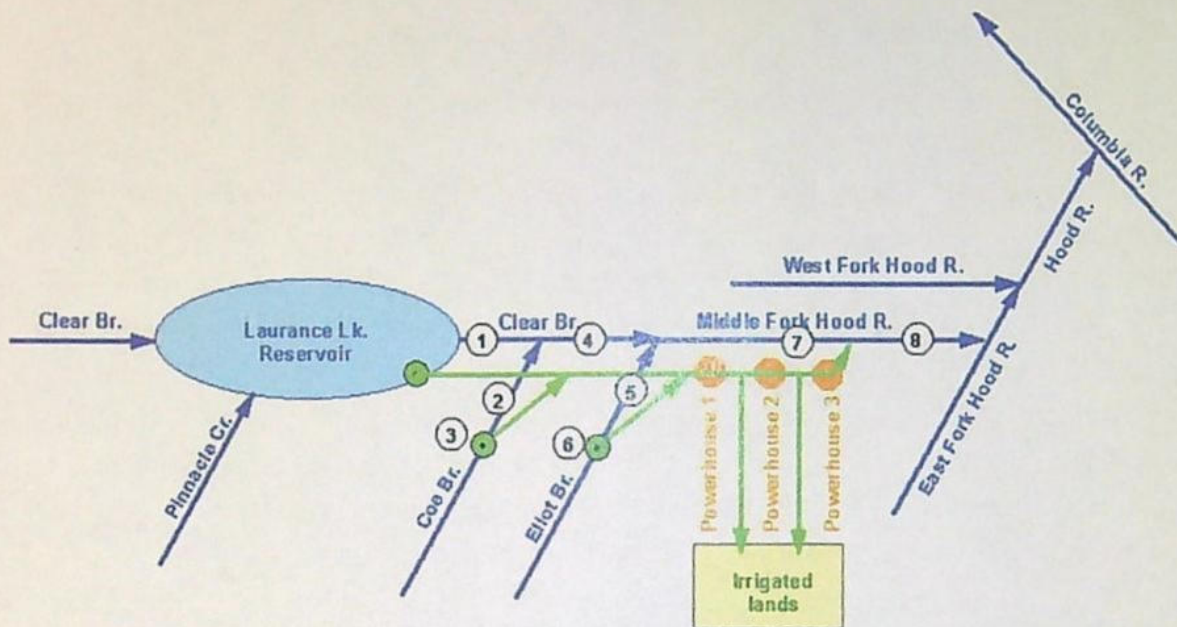 Columbia R.
Hood R.
West Fork Hood R.
Clear Br.
Laurance Lk.
Reservoir
1
Clear Br.
4
Middle Fork Hood R.
7
8
2
5
3
6
Pinnacle Cr.
Coe Br.
Eliot Br.
Powerhouse 1
Powerhouse 2
Powerhouse 3
East Fork Hood R.
Irrigated
lands